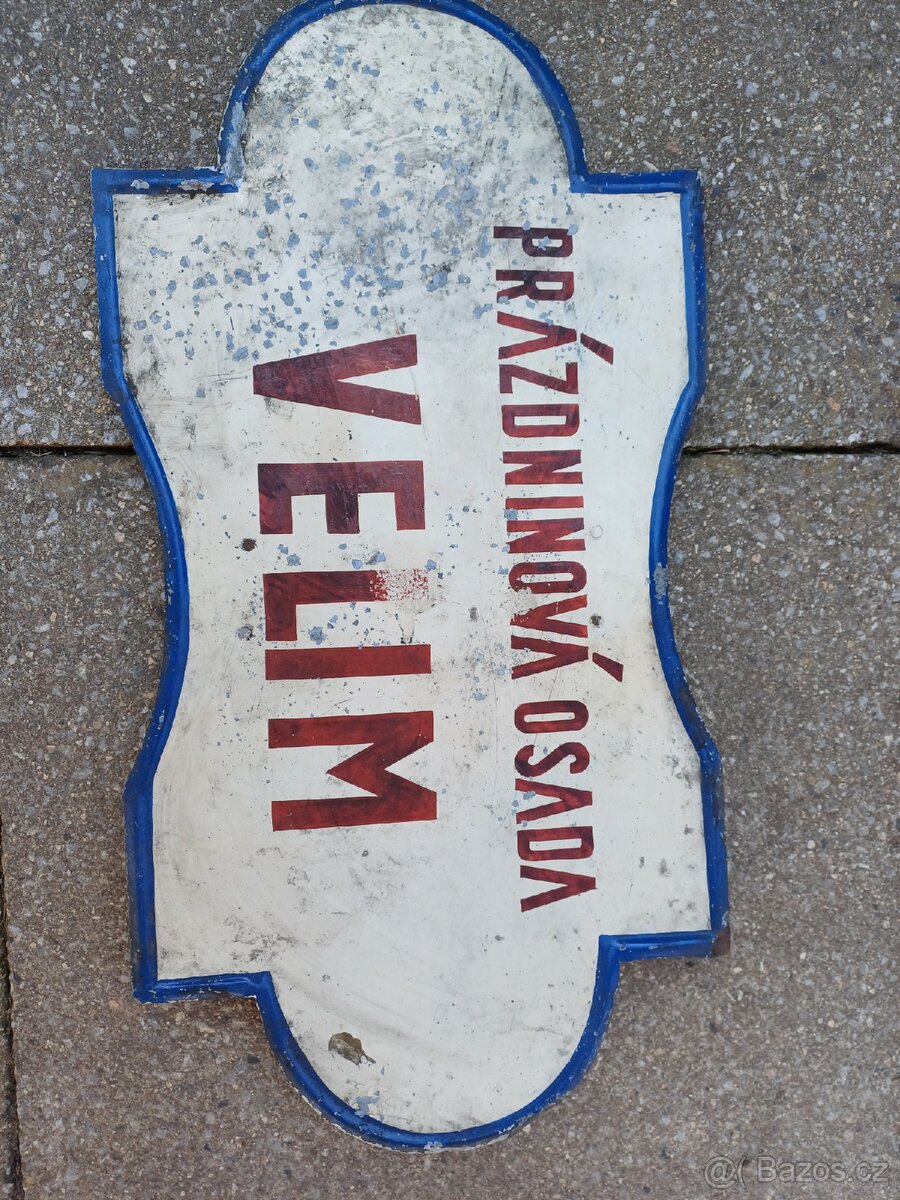 PRÁZDNINOVÁ OSADA
VELIM
@( Bazos.cz